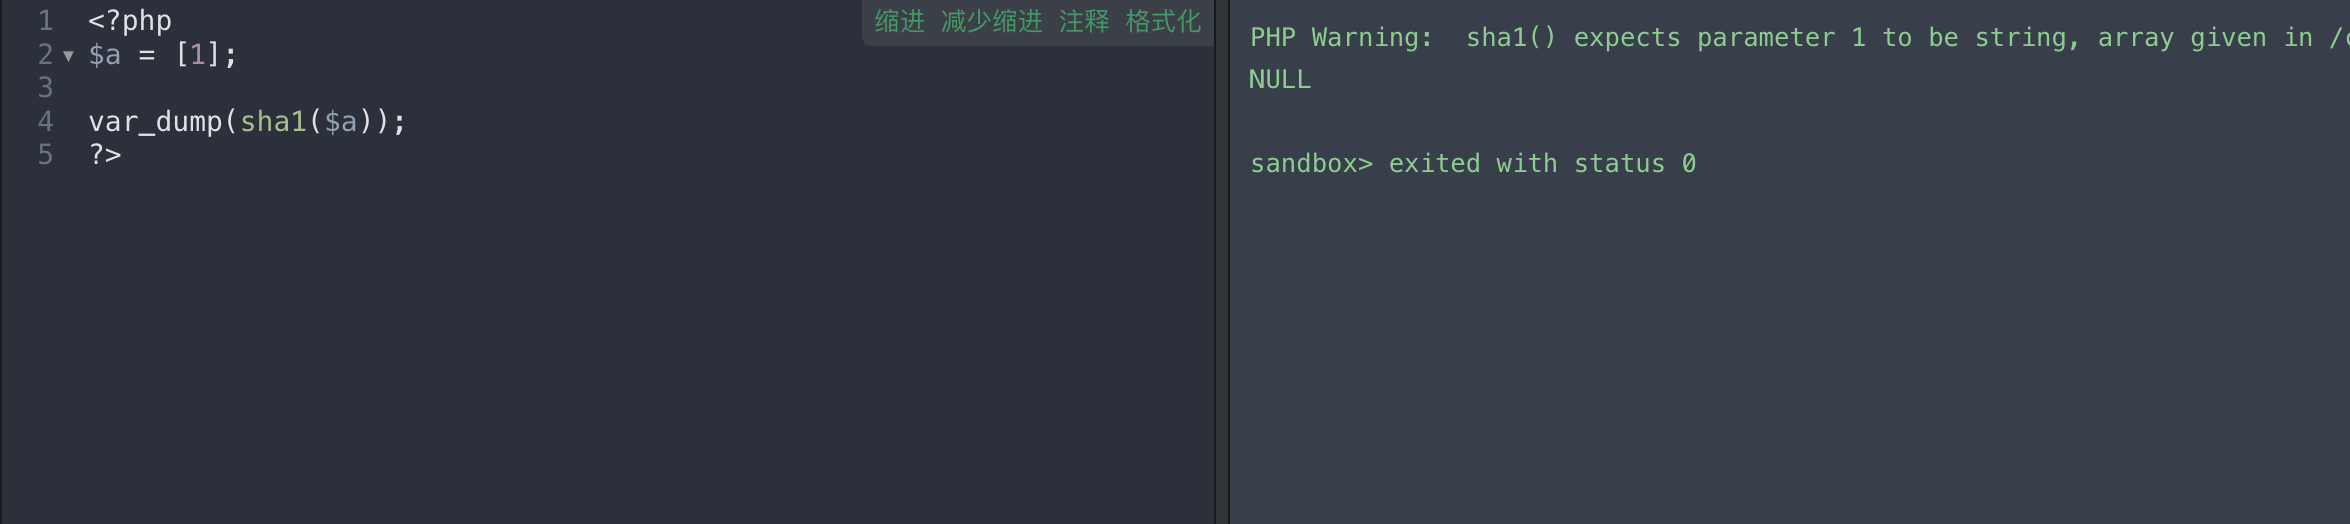 1 <?php
2 $a = [1];
3
4 var_dump(sha1($a));
5 ?>
缩进 减少缩进 注释 格式化
PHP Warning:  sha1() expects parameter 1 to be string, array given in /
NULL
sandbox> exited with status 0